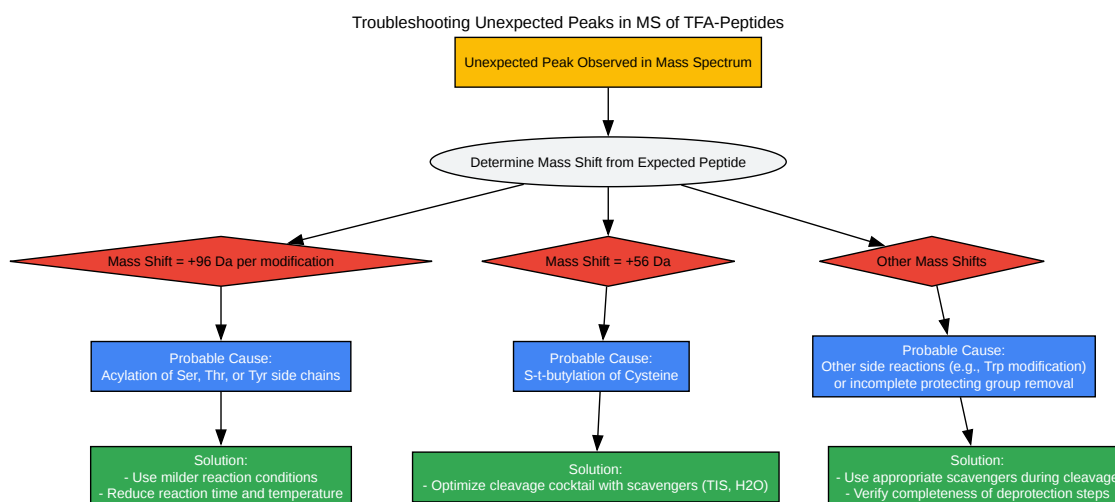 Troubleshooting Unexpected Peaks in MS of TFA-Peptides
Unexpected Peak Observed in Mass Spectrum
Determine Mass Shift from Expected Peptide
Mass Shift = +96 Da per modification
Mass Shift = +56 Da
Other Mass Shifts
Probable Cause:
Acylation of Ser, Thr, or Tyr side chains
Probable Cause:
S-t-butylation of Cysteine
Probable Cause:
Other side reactions (e.g., Trp modification)
or incomplete protecting group removal
Solution:
- Use milder reaction conditions
- Reduce reaction time and temperature
Solution:
- Optimize cleavage cocktail with scavengers (TIS, H2O)
Solution:
- Use appropriate scavengers during cleavage
- Verify completeness of deprotection steps